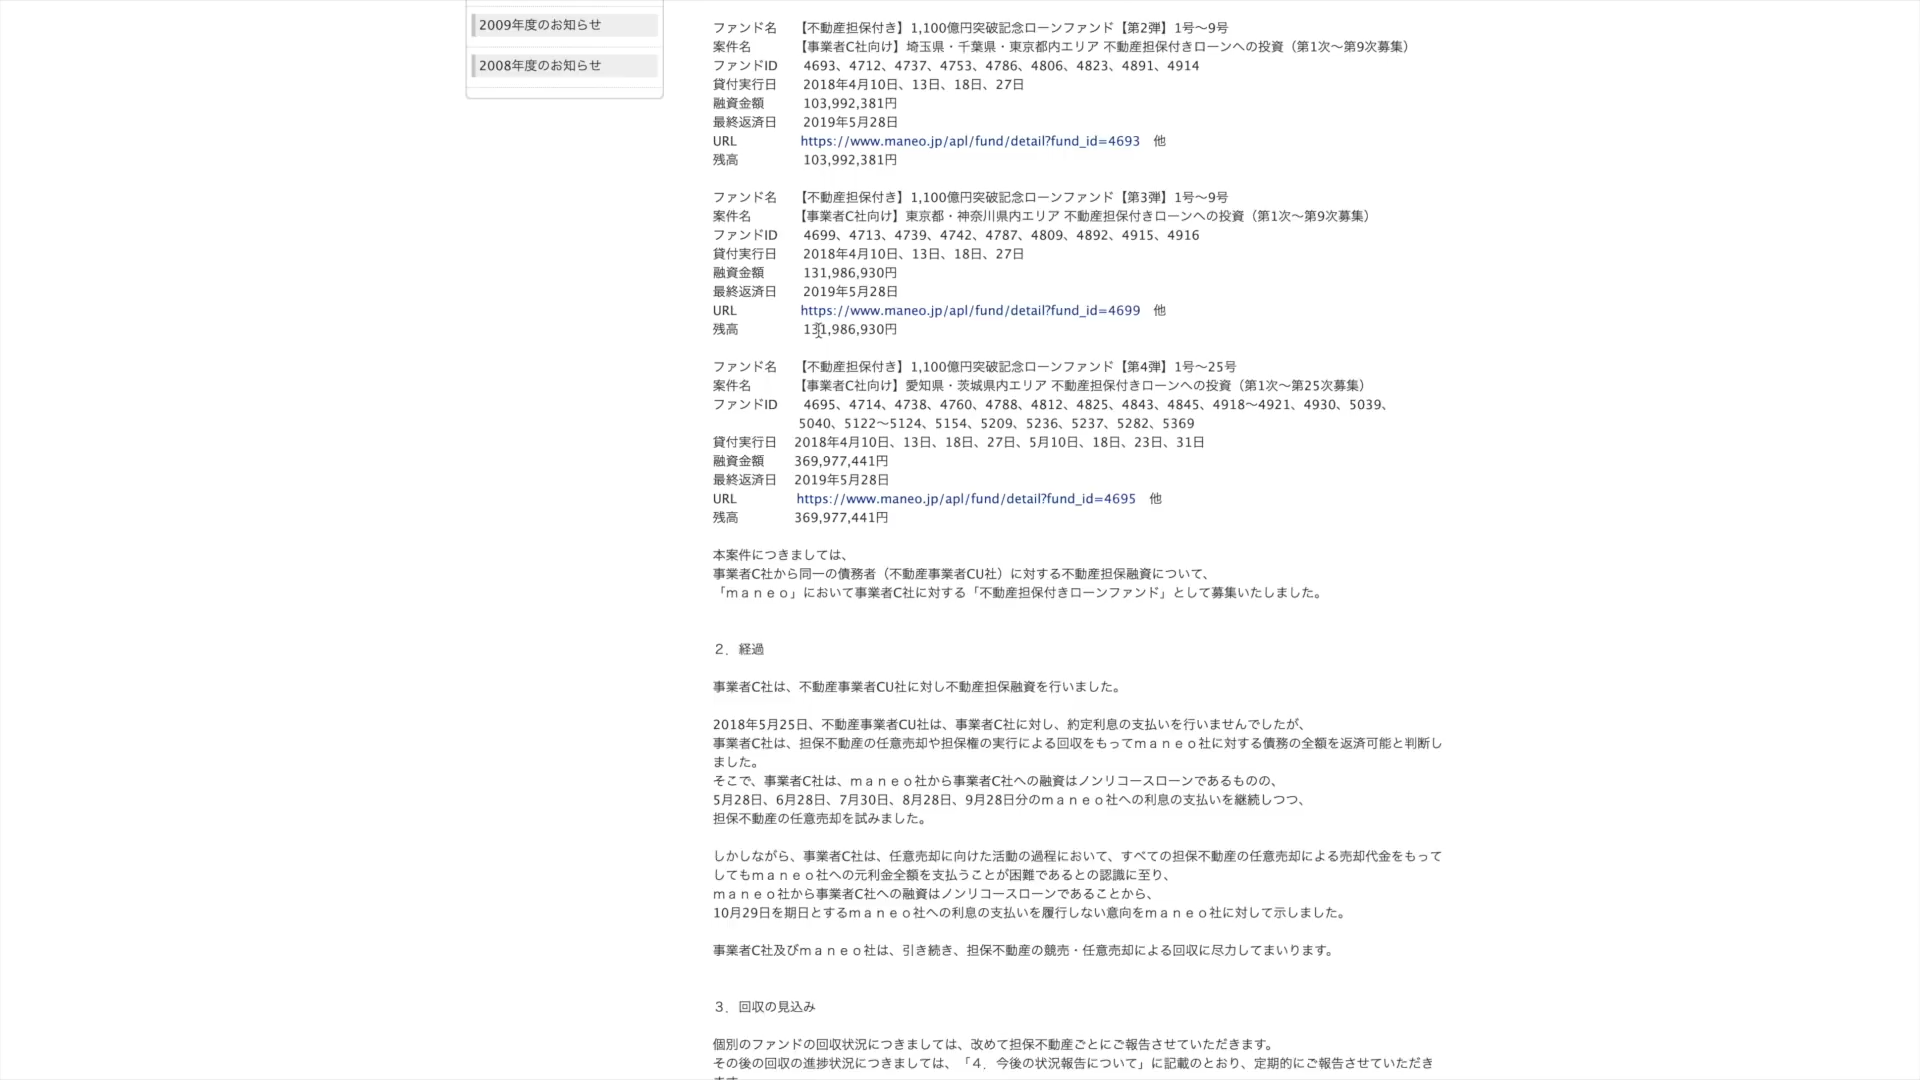 2009年度のお知らせ
2008年度のお知らせ
ファンド名 【不動産担保付き】1,100億円突破記念ローンファンド【第2弾】1号～9号
案件名 【事業者C社向け】埼玉県・千葉県・東京都内エリア 不動産担保付きローンへの投資（第1次～第9次募集）
ファンドID 4693、4712、4737、4753、4786、4806、4823、4891、4914
貸付実行日 2018年4月10日、13日、18日、27日
融資金額 103,992,381円
最終返済日 2019年5月28日
URL https://www.maneo.jp/apl/fund/detail?fund_id=4693 他
残高 103,992,381円
ファンド名 【不動産担保付き】1,100億円突破記念ローンファンド【第3弾】1号～9号
案件名 【事業者C社向け】東京都・神奈川県内エリア 不動産担保付きローンへの投資（第1次～第9次募集）
ファンドID 4699、4713、4739、4742、4787、4809、4892、4915、4916
貸付実行日 2018年4月10日、13日、18日、27日
融資金額 131,986,930円
最終返済日 2019年5月28日
URL https://www.maneo.jp/apl/fund/detail?fund_id=4699 他
残高 131,986,930円
ファンド名 【不動産担保付き】1,100億円突破記念ローンファンド【第4弾】1号～25号
案件名 【事業者C社向け】愛知県・茨城県内エリア 不動産担保付きローンへの投資（第1次～第25次募集）
ファンドID 4695、4714、4738、4760、4788、4812、4825、4843、4845、4918～4921、4930、5039、
5040、5122～5124、5154、5209、5236、5237、5282、5369
貸付実行日 2018年4月10日、13日、18日、27日、5月10日、18日、23日、31日
融資金額 369,977,441円
最終返済日 2019年5月28日
URL https://www.maneo.jp/apl/fund/detail?fund_id=4695 他
残高 369,977,441円
本案件につきましては、
事業者C社から同一の債務者（不動産事業者CU社）に対する不動産担保融資について、
「ｍａｎｅｏ」において事業者C社に対する「不動産担保付きローンファンド」として募集いたしました。
２．経過
事業者C社は、不動産事業者CU社に対し不動産担保融資を行いました。
2018年5月25日、不動産事業者CU社は、事業者C社に対し、約定利息の支払いを行いませんでしたが、
事業者C社は、担保不動産の任意売却や担保権の実行による回収をもってｍａｎｅｏ社に対する債務の全額を返済可能と判断し
ました。
そこで、事業者C社は、ｍａｎｅｏ社から事業者C社への融資はノンリコースローンであるものの、
5月28日、6月28日、7月30日、8月28日、9月28日分のｍａｎｅｏ社への利息の支払いを継続しつつ、
担保不動産の任意売却を試みました。
しかしながら、事業者C社は、任意売却に向けた活動の過程において、すべての担保不動産の任意売却による売却代金をもって
してもｍａｎｅｏ社への元利金全額を支払うことが困難であるとの認識に至り、
ｍａｎｅｏ社から事業者C社への融資はノンリコースローンであることから、
10月29日を期日とするｍａｎｅｏ社への利息の支払いを履行しない意向をｍａｎｅｏ社に対して示しました。
事業者C社及びｍａｎｅｏ社は、引き続き、担保不動産の競売・任意売却による回収に尽力してまいります。
３．回収の見込み
個別のファンドの回収状況につきましては、改めて担保不動産ごとにご報告させていただきます。
その後の回収の進捗状況につきましては、「４．今後の状況報告について」に記載のとおり、定期的にご報告させていただき